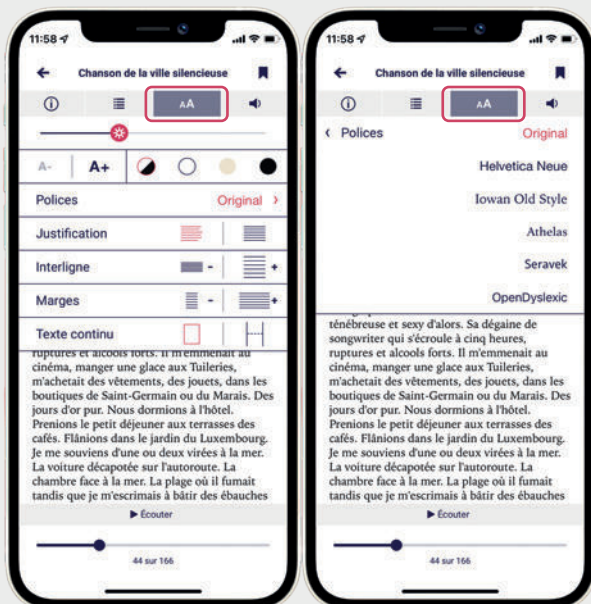 11:58
Chanson de la ville silencieuse
AA
A- A+
Polices Original >
Justification
Interligne - +
Marges - +
Texte continu
ruptures et alcools forts. Il m'emmenait au
cinéma, manger une glace aux Tuileries,
m'achetait des vêtements, des jouets, dans les
boutiques de Saint-Germain ou du Marais. Des
jours d'or pur. Nous dormions à l'hôtel.
Prenions le petit déjeuner aux terrasses des
cafés. Flânions dans le jardin du Luxembourg.
Je me souviens d'une ou deux virées à la mer.
La voiture décapotée sur l'autoroute. La
chambre face à la mer. La plage où il fumait
tandis que je m'escrimais à bâtir des ébauches
Écouter
44 sur 166
11:58
Chanson de la ville silencieuse
AA
< Polices Original
Helvetica Neue
Iowan Old Style
Athelas
Seravek
OpenDyslexic
ténébreuse et sexy d'alors. Sa dégaine de
songwriter qui s'écroule à cinq heures,
ruptures et alcools forts. Il m'emmenait au
cinéma, manger une glace aux Tuileries,
m'achetait des vêtements, des jouets, dans les
boutiques de Saint-Germain ou du Marais. Des
jours d'or pur. Nous dormions à l'hôtel.
Prenions le petit déjeuner aux terrasses des
cafés. Flânions dans le jardin du Luxembourg.
Je me souviens d'une ou deux virées à la mer.
La voiture décapotée sur l'autoroute. La
chambre face à la mer. La plage où il fumait
tandis que je m'escrimais à bâtir des ébauches
Écouter
44 sur 166